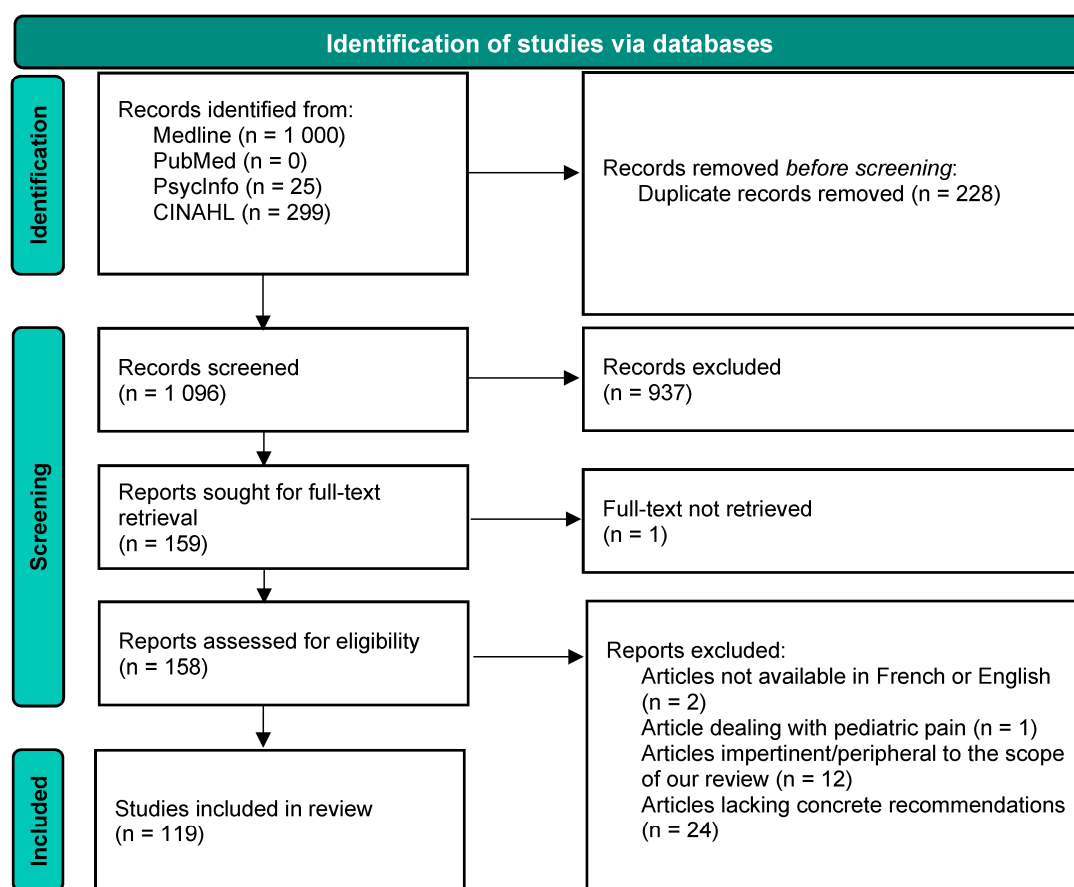 Identification of studies via databases
Identification
Records identified from:
Medline (n = 1 000)
PubMed (n = 0)
PsycInfo (n = 25)
CINAHL (n = 299)
Records removed before screening:
Duplicate records removed (n = 228)
Screening
Records screened
(n = 1 096)
Records excluded
(n = 937)
Reports sought for full-text
retrieval
(n = 159)
Full-text not retrieved
(n = 1)
Reports assessed for eligibility
(n = 158)
Reports excluded:
Articles not available in French or English
(n = 2)
Article dealing with pediatric pain (n = 1)
Articles impertinent/peripheral to the scope
of our review (n = 12)
Articles lacking concrete recommendations
(n = 24)
Included
Studies included in review
(n = 119)